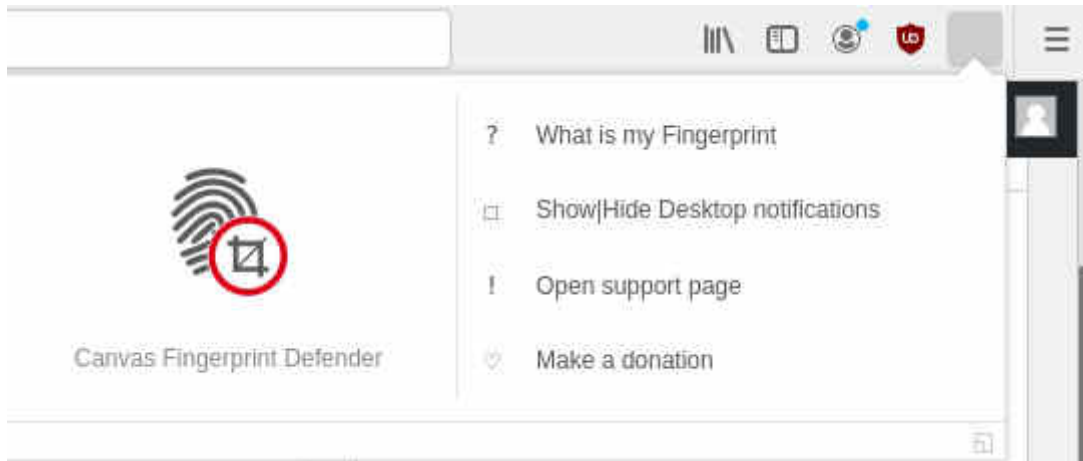 ? What is my Fingerprint
Show|Hide Desktop notifications
! Open support page
♡ Make a donation
Canvas Fingerprint Defender